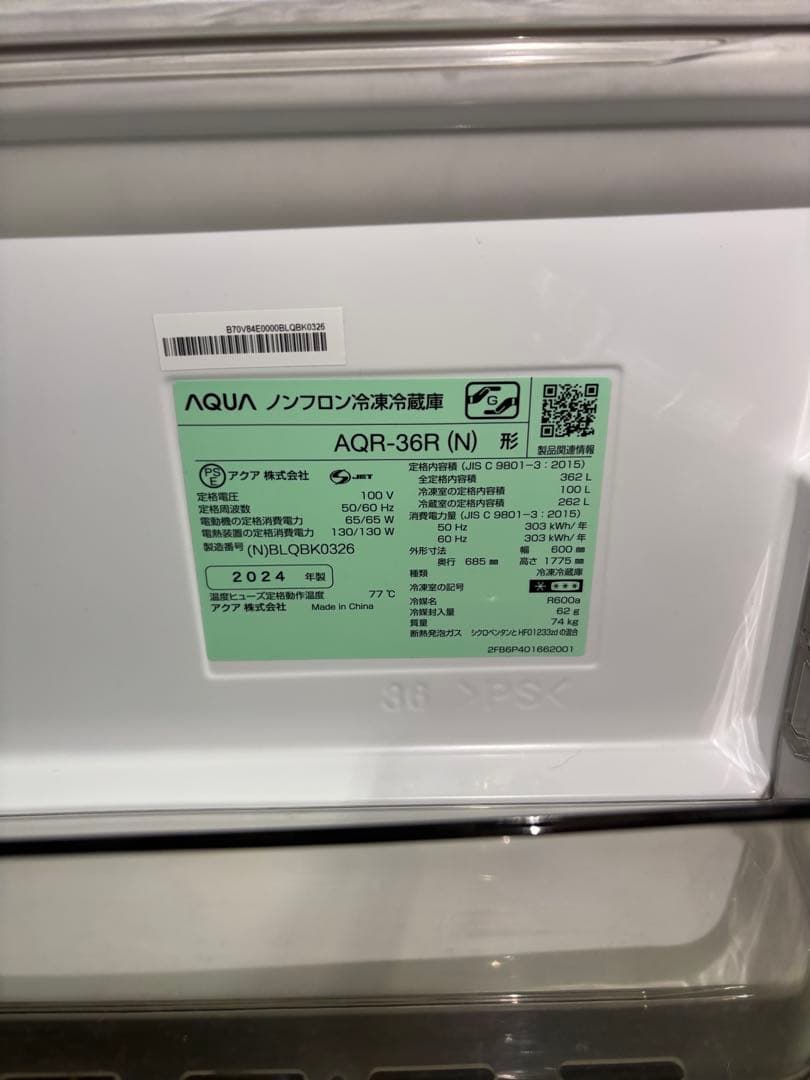 B70V84E0000BLQBK0326
AQUA ノンフロン冷凍冷蔵庫
G
AQR-36R (N) 形
製品関連情報
PS
E
アクア 株式会社
S-JET
定格電圧 100 V
定格周波数 50/60 Hz
電動機の定格消費電力 65/65 W
電熱装置の定格消費電力 130/130 W
製造番号 (N)BLQBK0326
2024 年製
温度ヒューズ定格動作温度 77℃
アクア 株式会社 Made in China
定格内容積 (JIS C 9801-3 : 2015)
全定格内容積 362 L
冷凍室の定格内容積 100 L
冷蔵室の定格内容積 262 L
消費電力量 (JIS C 9801-3 : 2015)
50 Hz 303 kWh/年
60 Hz 303 kWh/年
外形寸法 幅 600 ㎜
奥行 685 ㎜ 高さ 1775 ㎜
種類 冷凍冷蔵庫
冷凍室の記号
冷媒名 R600a
冷媒封入量 62 g
質量 74 kg
断熱発泡ガス シクロペンタンとHFO1233zdの混合
2FB6P401662001
36 >PS<